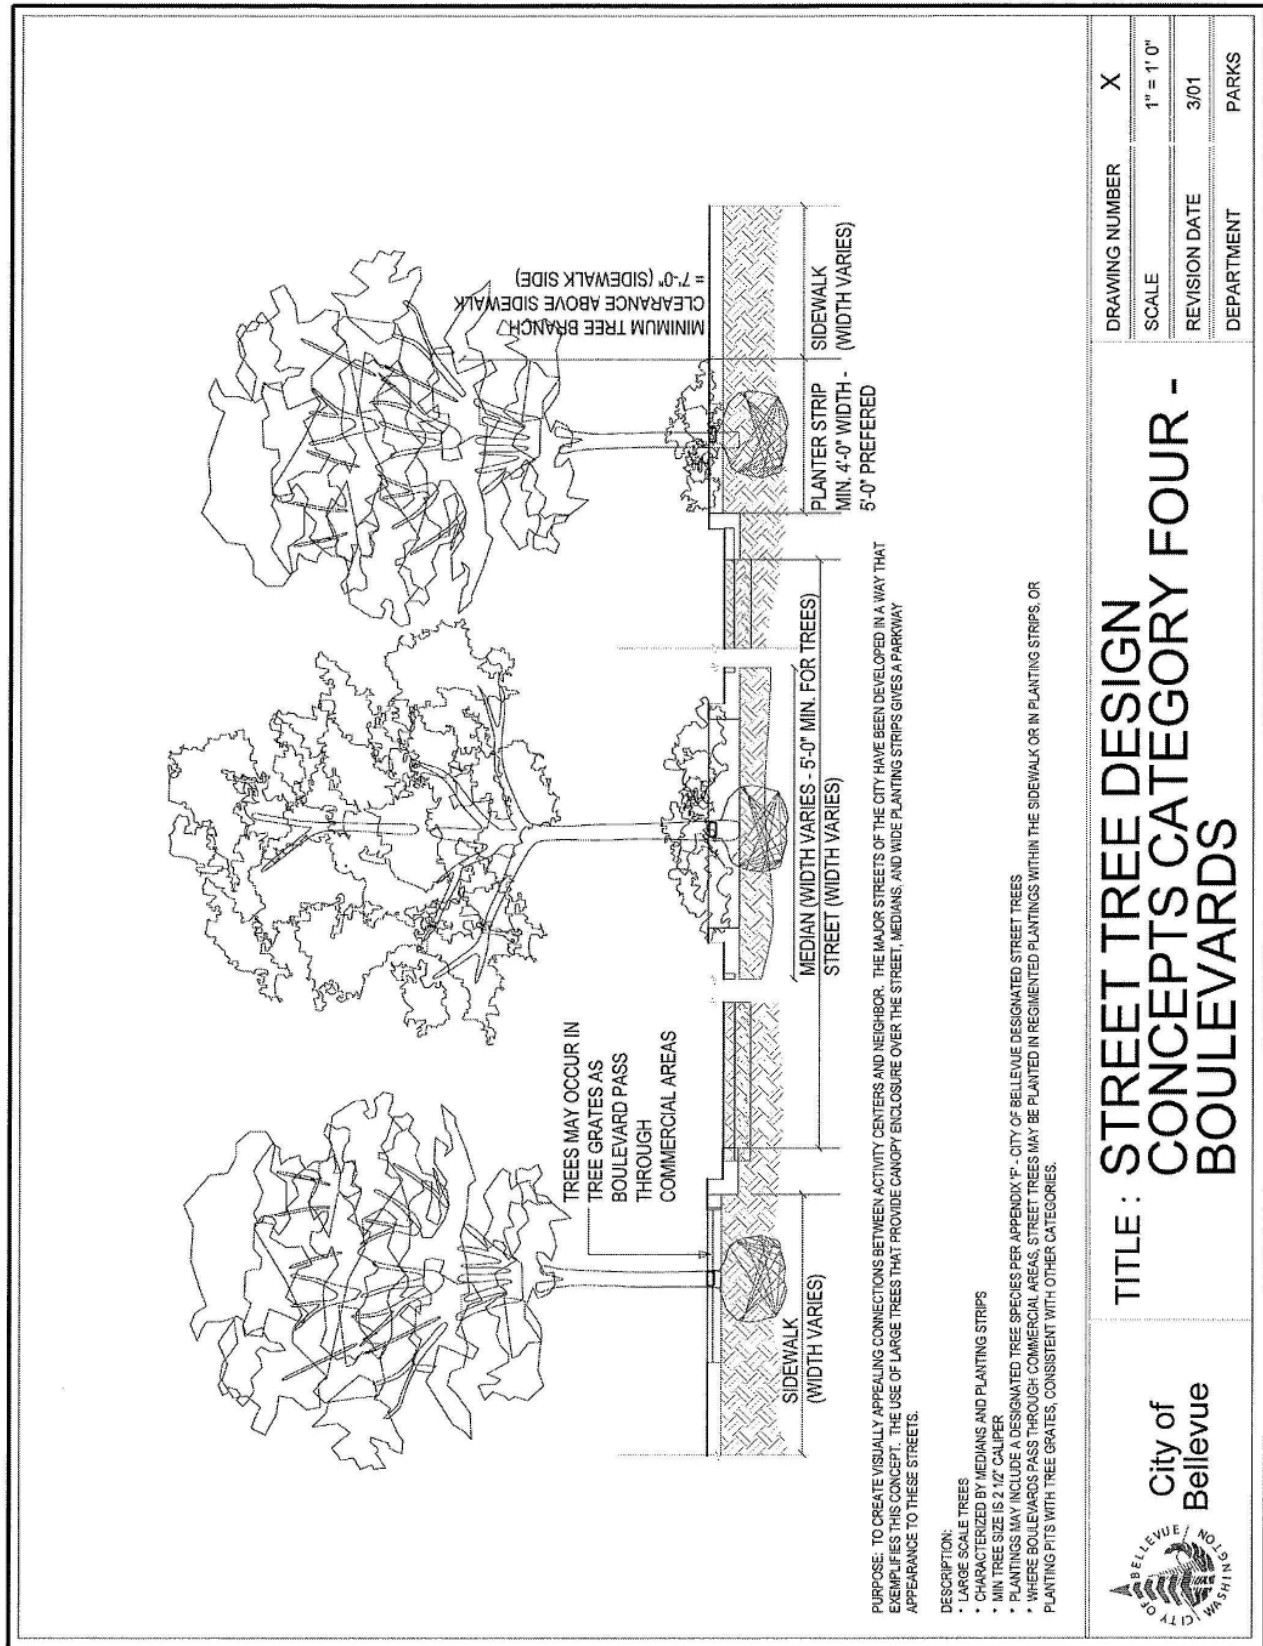 MINIMUM TREE BRANCH
CLEARANCE ABOVE SIDEWALK
= 7'-0" (SIDEWALK SIDE)
TREES MAY OCCUR IN
TREE GRATES AS
BOULEVARD PASS
THROUGH
COMMERCIAL AREAS
SIDEWALK
(WIDTH VARIES)
MEDIAN (WIDTH VARIES - 5'-0" MIN. FOR TREES)
STREET (WIDTH VARIES)
PLANTER STRIP
MIN. 4'-0" WIDTH -
5'-0" PREFERED
SIDEWALK
(WIDTH VARIES)
PURPOSE: TO CREATE VISUALLY APPEALING CONNECTIONS BETWEEN ACTIVITY CENTERS AND NEIGHBOR. THE MAJOR STREETS OF THE CITY HAVE BEEN DEVELOPED IN A WAY THAT
EXEMPLIFIES THIS CONCEPT. THE USE OF LARGE TREES THAT PROVIDE CANOPY ENCLOSURE OVER THE STREET, MEDIANS, AND WIDE PLANTING STRIPS GIVES A PARKWAY
APPEARANCE TO THESE STREETS.
DESCRIPTION:
* LARGE SCALE TREES
* CHARACTERIZED BY MEDIANS AND PLANTING STRIPS
* MIN TREE SIZE IS 2 1/2" CALIPER
* PLANTINGS MAY INCLUDE A DESIGNATED TREE SPECIES PER APPENDIX 'F' - CITY OF BELLEVUE DESIGNATED STREET TREES
* WHERE BOULEVARDS PASS THROUGH COMMERCIAL AREAS, STREET TREES MAY BE PLANTED IN REGIMENTED PLANTINGS WITHIN THE SIDEWALK OR IN PLANTING STRIPS, OR
PLANTING PITS WITH TREE GRATES, CONSISTENT WITH OTHER CATEGORIES.
CITY OF BELLEVUE WASHINGTON
City of
Bellevue
TITLE : STREET TREE DESIGN
CONCEPTS CATEGORY FOUR -
BOULEVARDS
DRAWING NUMBER X
SCALE 1" = 1' 0"
REVISION DATE 3/01
DEPARTMENT PARKS